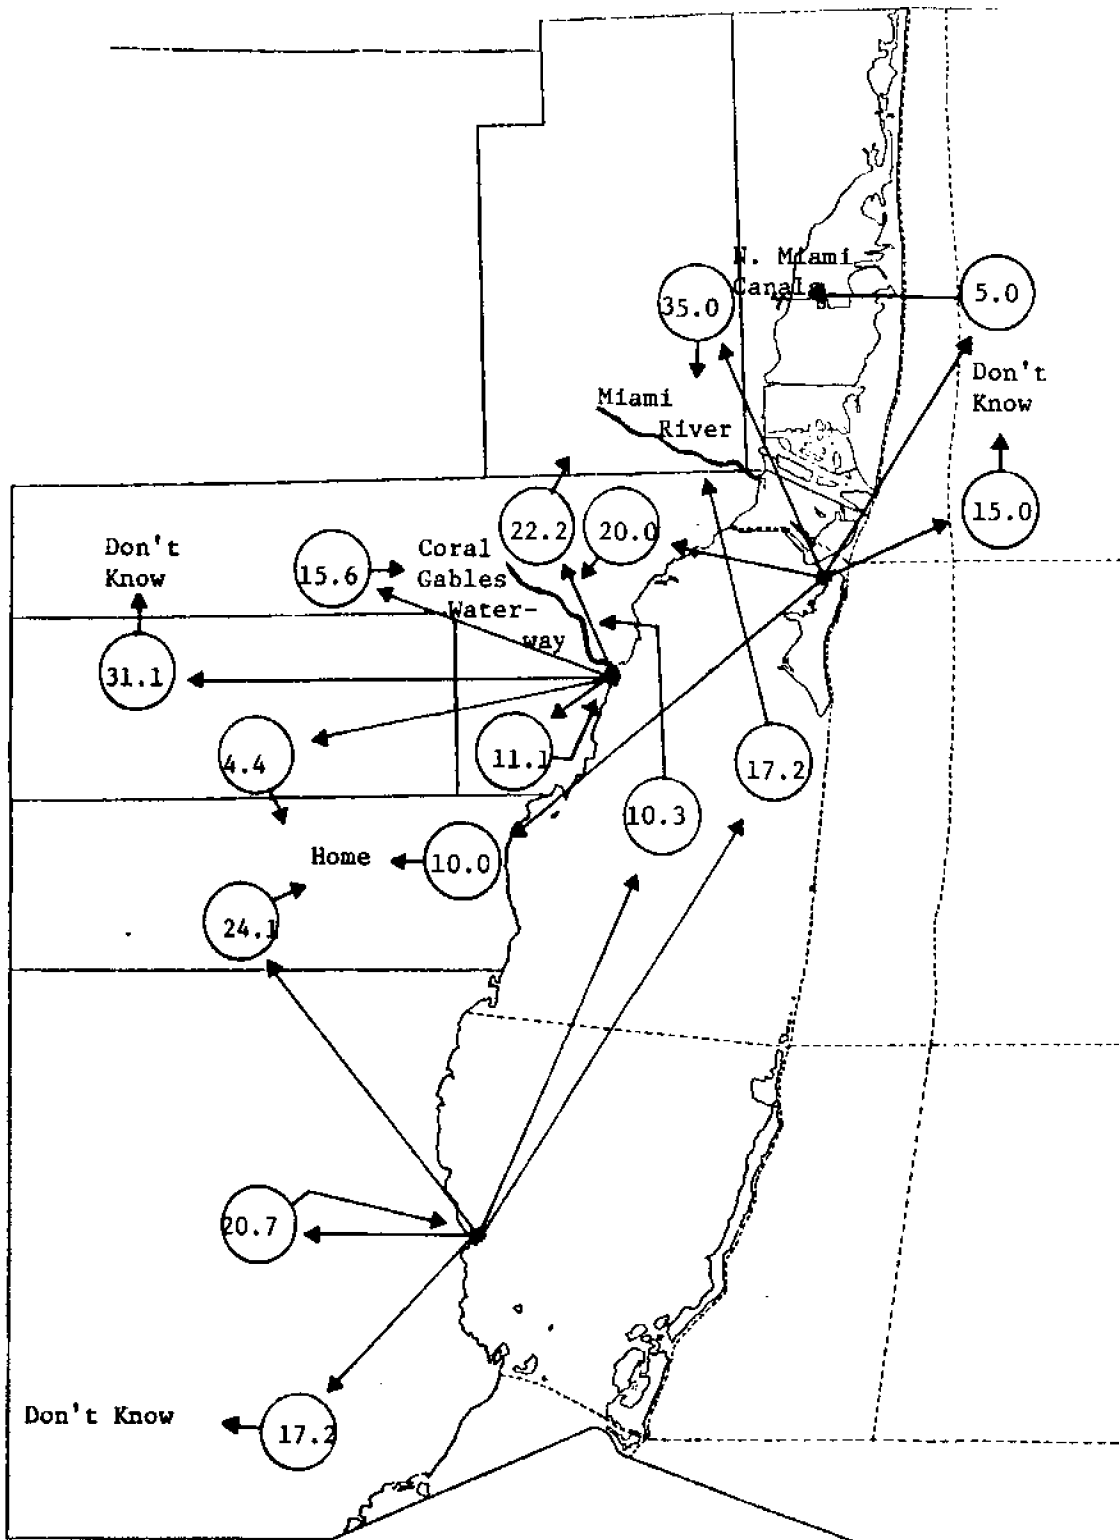 N. Miami
Canals
35.0
5.0
Don't
Know
Miami
River
22.2
20.0
15.0
Don't
Know
15.6
Coral
Gables
Water-
way
31.1
4.4
11.1
17.2
10.3
Home
10.0
24.1
20.7
Don't Know
17.2